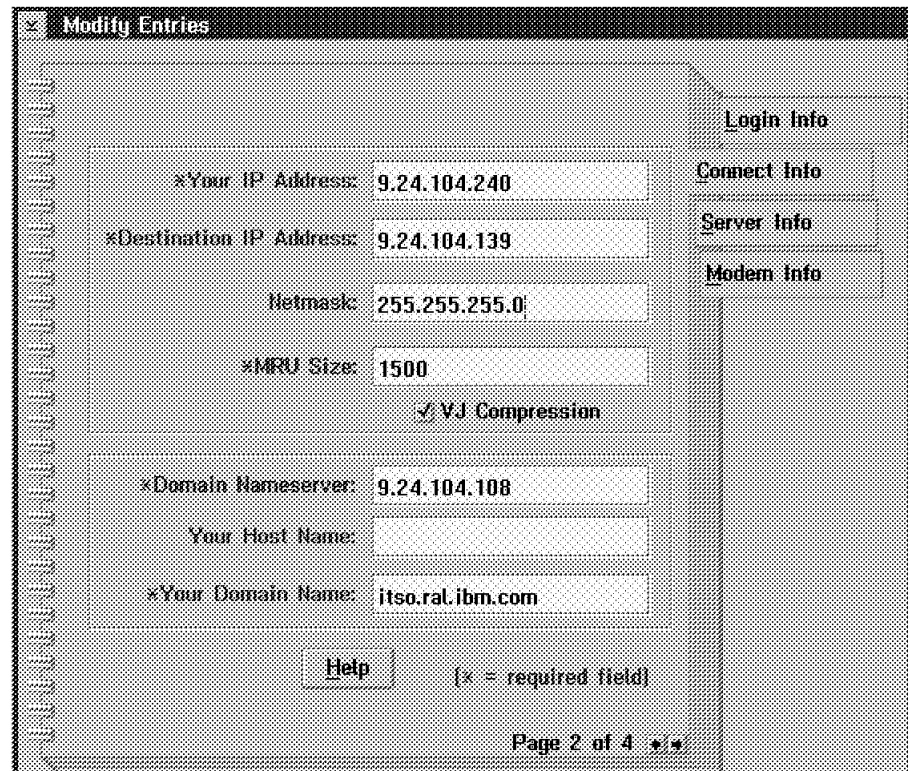 Modify Entries
Login Info
Connect Info
Server Info
Modem Info
*Your IP Address: 9.24.104.240
*Destination IP Address: 9.24.104.139
Netmask: 255.255.255.0
*MRU Size: 1500
✓ VJ Compression
*Domain Nameserver: 9.24.104.108
Your Host Name:
*Your Domain Name: itso.ral.ibm.com
Help
(* = required field)
Page 2 of 4